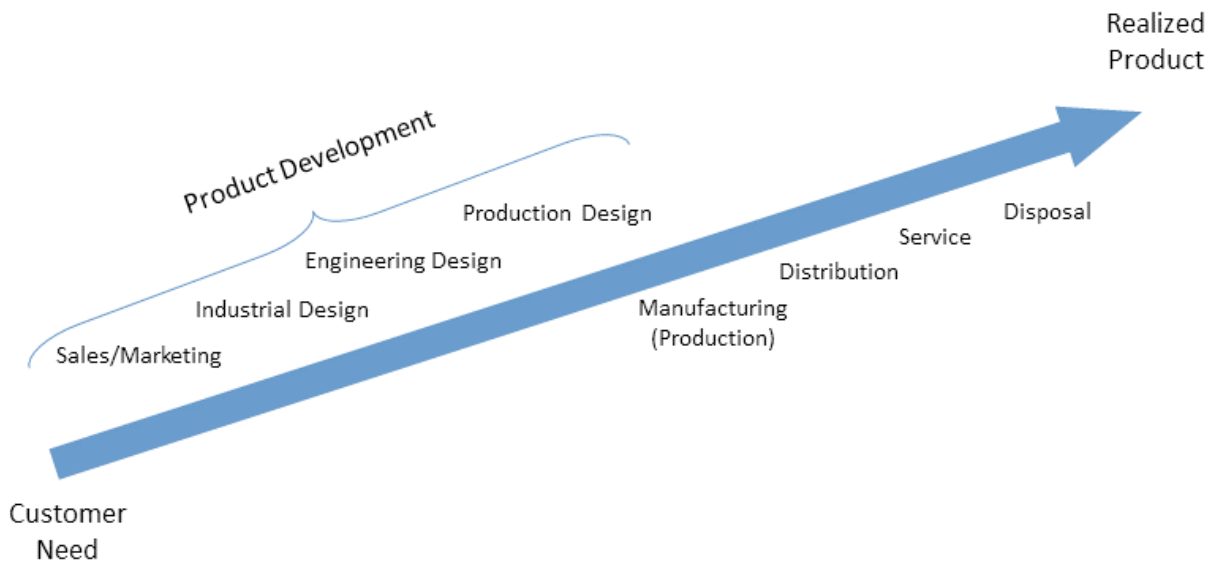 Realized
Product
Product Development
Production Design
Engineering Design
Industrial Design
Sales/Marketing
Disposal
Service
Distribution
Manufacturing
(Production)
Customer
Need